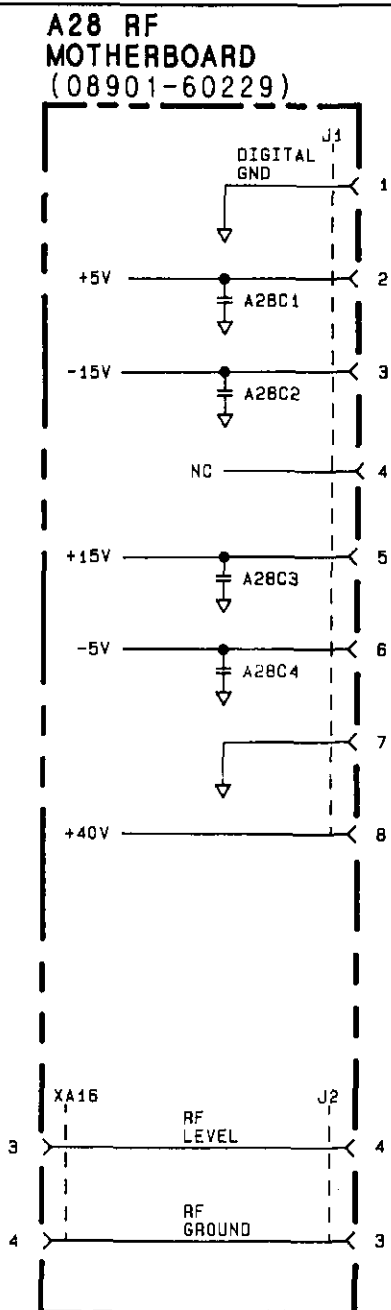 A28 RF
MOTHERBOARD
(08901-60229)
J1
DIGITAL
GND
1
+5V
2
A28C1
-15V
3
A28C2
NC
4
+15V
5
A28C3
-5V
6
A28C4
7
+40V
8
XA16
J2
RF
LEVEL
3
4
RF
GROUND
4
3